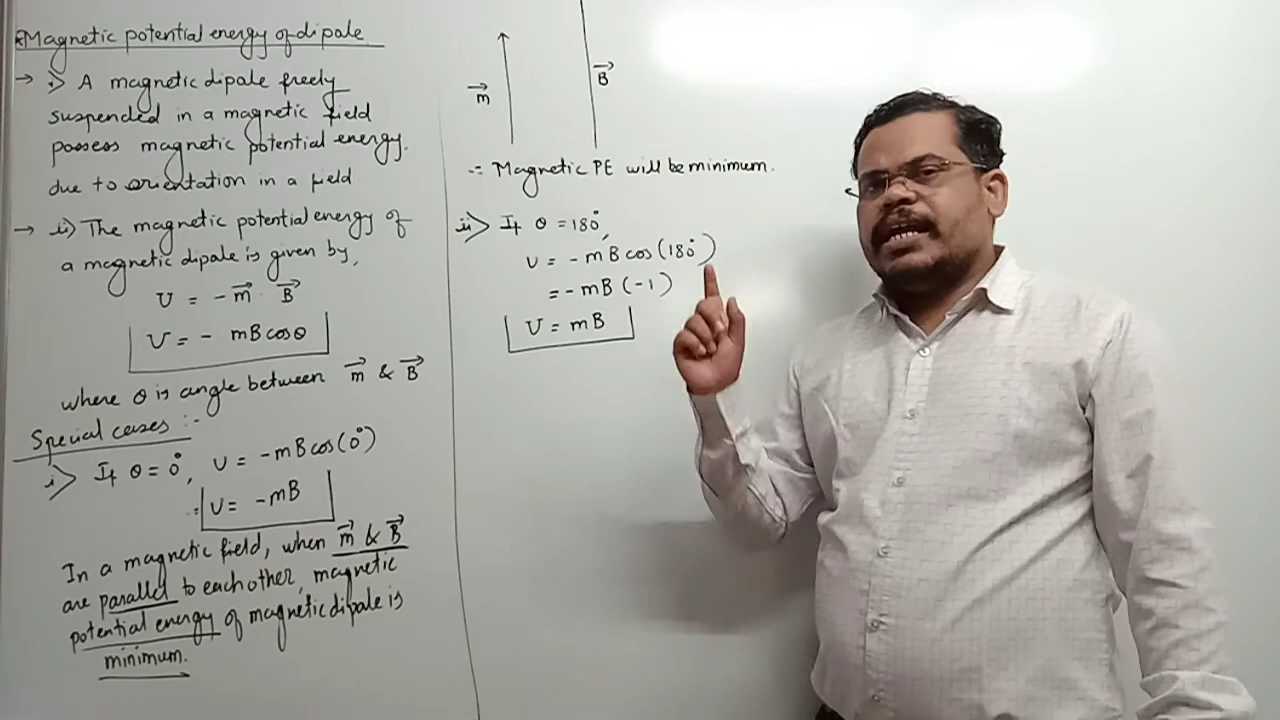 *Magnetic potential energy of dipole
→ i> A magnetic dipole freely
suspended in a magnetic field
possess magnetic potential energy.
due to orientation in a field
→ ii> The magnetic potential energy of
a magnetic dipole is given by,
U = -m⃗ · B⃗
U = - mB cosθ
where θ is angle between m⃗ & B⃗
Special cases :-
i> If θ = 0°, U = -mB cos(0°)
∴ U = -mB
In a magnetic field, when m⃗ & B⃗
are parallel to each other, magnetic
potential energy of magnetic dipole is
minimum.
m⃗
B⃗
∴ Magnetic PE will be minimum.
ii> If θ = 180°,
U = - mB cos(180°)
= - mB (-1)
U = mB